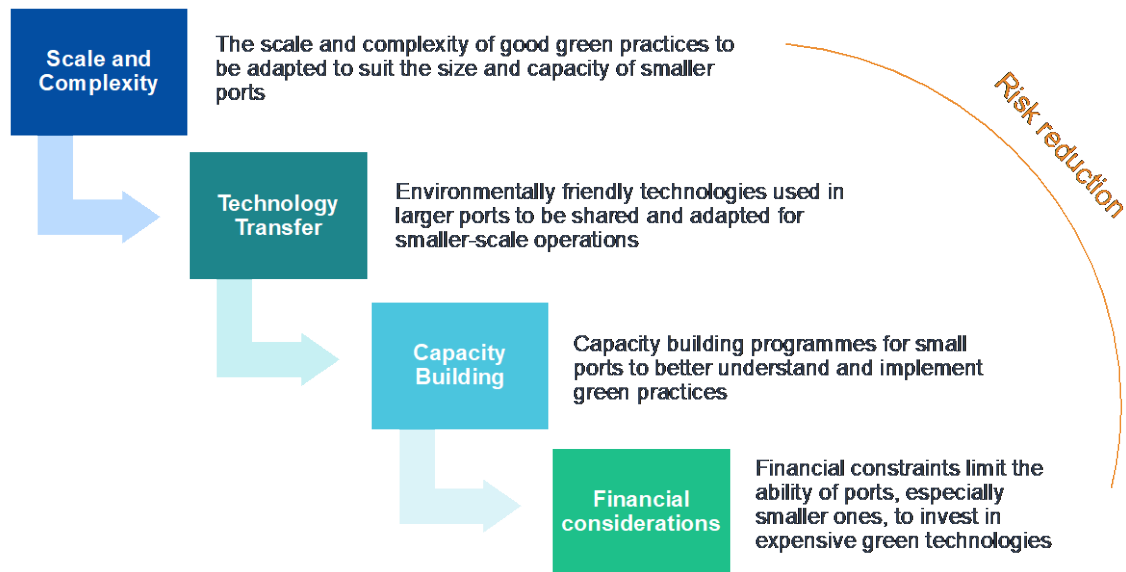 Scale and
Complexity
The scale and complexity of good green practices to
be adapted to suit the size and capacity of smaller
ports
Risk reduction
Technology
Transfer
Environmentally friendly technologies used in
larger ports to be shared and adapted for
smaller-scale operations
Capacity
Building
Capacity building programmes for small
ports to better understand and implement
green practices
Financial
considerations
Financial constraints limit the
ability of ports, especially
smaller ones, to invest in
expensive green technologies